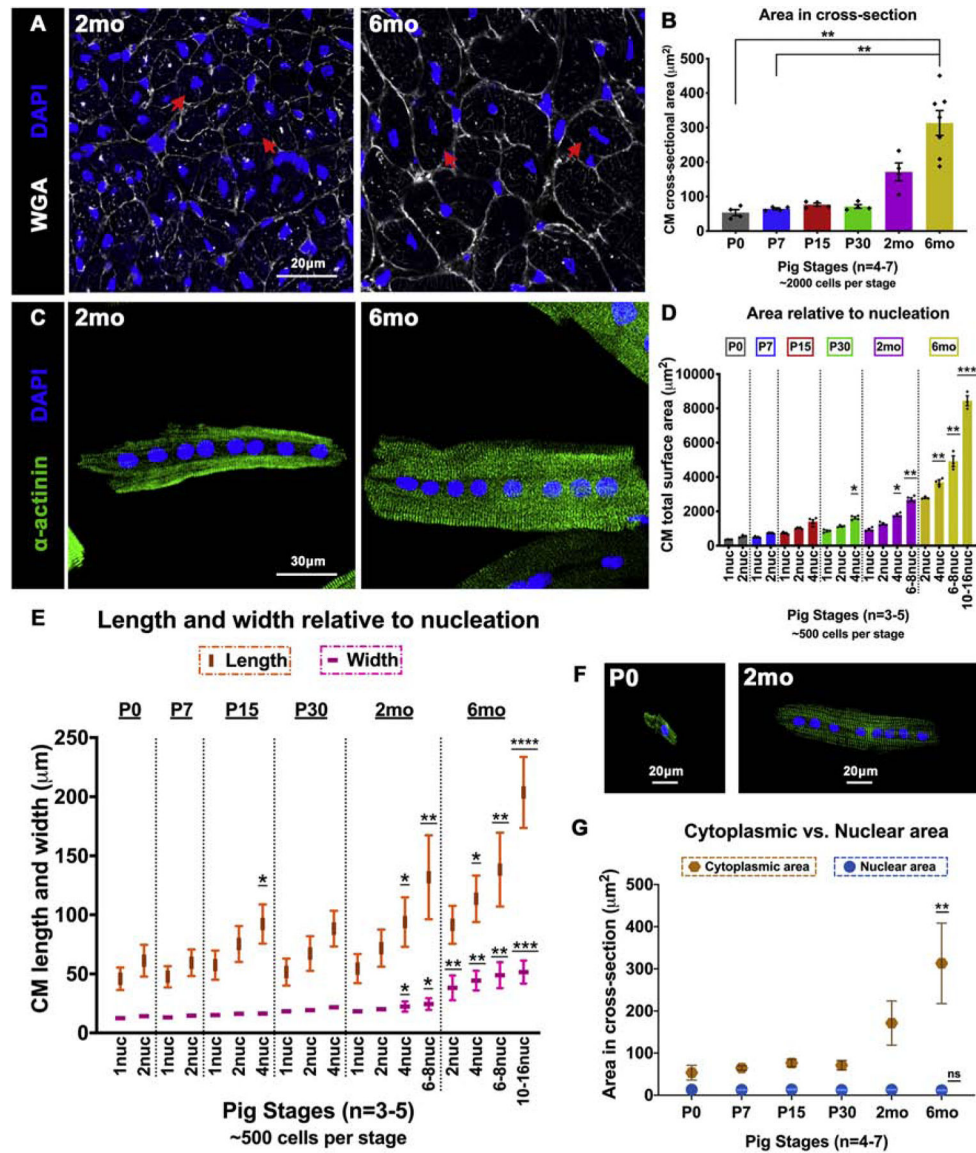 A
WGA DAPI
2mo
20μm
6mo
B
Area in cross-section
**
**
CM cross-sectional area (μm²)
500
400
300
200
100
0
P0 P7 P15 P30 2mo 6mo
Pig Stages (n=4-7)
~2000 cells per stage
C
α-actinin DAPI
2mo
30μm
6mo
D
Area relative to nucleation
P0 P7 P15 P30 2mo 6mo
CM total surface area (μm²)
10000
8000
6000
4000
2000
0
* * ** ** ** ***
1nuc 2nuc 1nuc 2nuc 1nuc 2nuc 4nuc 1nuc 2nuc 4nuc 1nuc 2nuc 4nuc 6-8nuc 2nuc 4nuc 6-8nuc 10-16nuc
Pig Stages (n=3-5)
~500 cells per stage
E
Length and width relative to nucleation
Length Width
P0 P7 P15 P30 2mo 6mo
CM length and width (μm)
250
200
150
100
50
0
* * ** * ** ****
* * ** ** ** ***
1nuc 2nuc 1nuc 2nuc 1nuc 2nuc 4nuc 1nuc 2nuc 4nuc 1nuc 2nuc 4nuc 6-8nuc 2nuc 4nuc 6-8nuc 10-16nuc
Pig Stages (n=3-5)
~500 cells per stage
F
P0
20μm
2mo
20μm
G
Cytoplasmic vs. Nuclear area
Cytoplasmic area Nuclear area
Area in cross-section (μm²)
500
400
300
200
100
0
**
ns
P0 P7 P15 P30 2mo 6mo
Pig Stages (n=4-7)